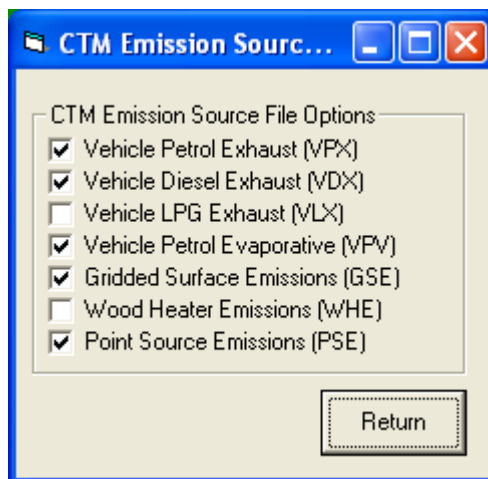 CTM Emission Sourc...
CTM Emission Source File Options
Vehicle Petrol Exhaust (VPX)
Vehicle Diesel Exhaust (VDX)
Vehicle LPG Exhaust (VLX)
Vehicle Petrol Evaporative (VPV)
Gridded Surface Emissions (GSE)
Wood Heater Emissions (WHE)
Point Source Emissions (PSE)
Return